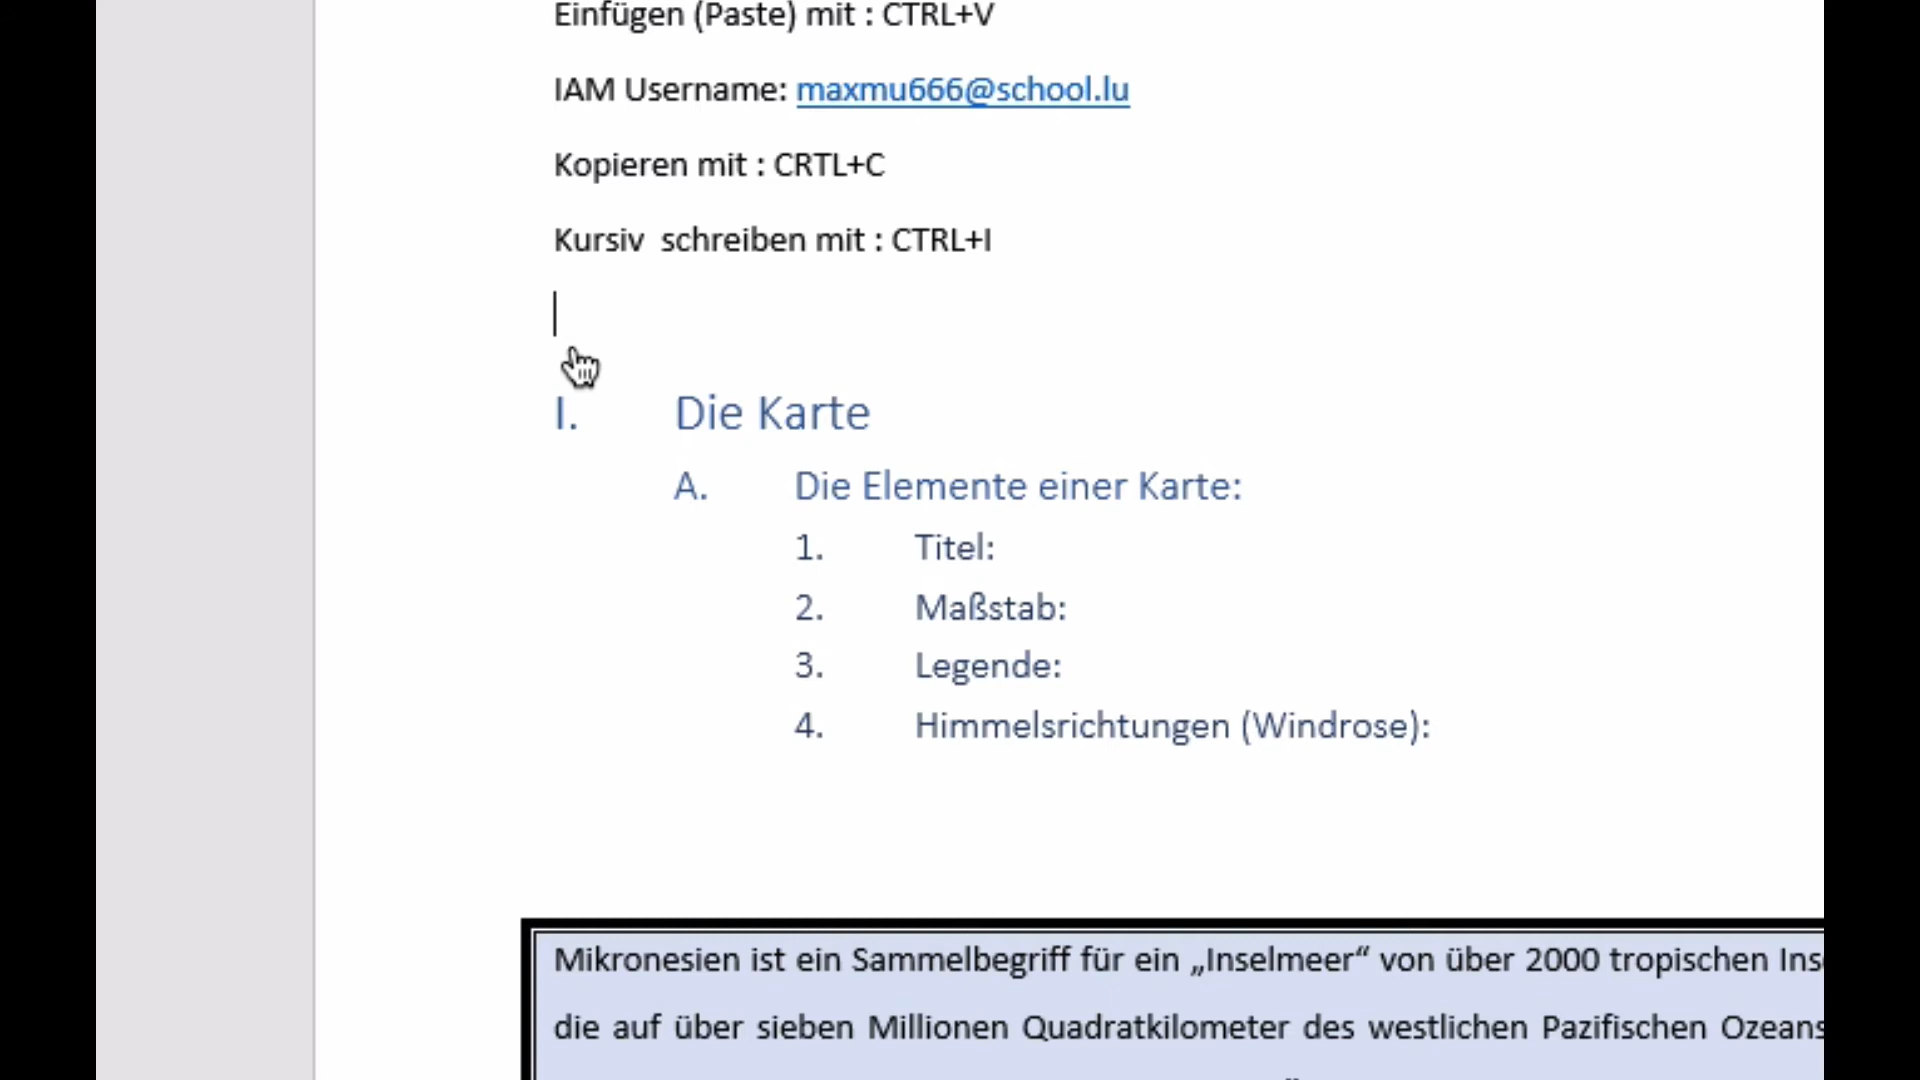 Einfügen (Paste) mit : CTRL+V
IAM Username: maxmu666@school.lu
Kopieren mit : CRTL+C
Kursiv  schreiben mit : CTRL+I
I. Die Karte
A. Die Elemente einer Karte:
1. Titel:
2. Maßstab:
3. Legende:
4. Himmelsrichtungen (Windrose):
Mikronesien ist ein Sammelbegriff für ein „Inselmeer“ von über 2000 tropischen
die auf über sieben Millionen Quadratkilometer des westlichen Pazifischen Ozeans